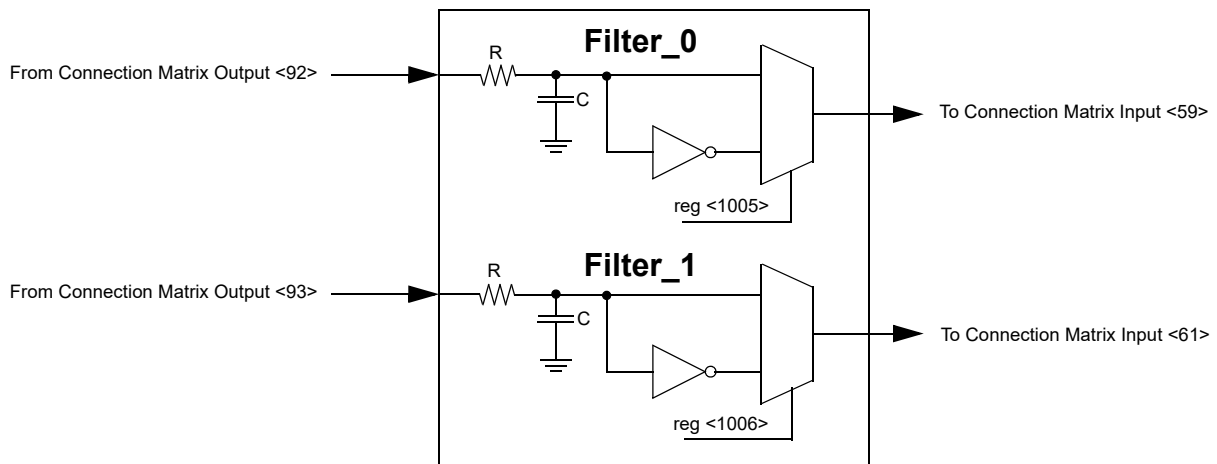 Filter_0
R
From Connection Matrix Output <92>
C
To Connection Matrix Input <59>
reg <1005>
Filter_1
R
From Connection Matrix Output <93>
C
To Connection Matrix Input <61>
reg <1006>